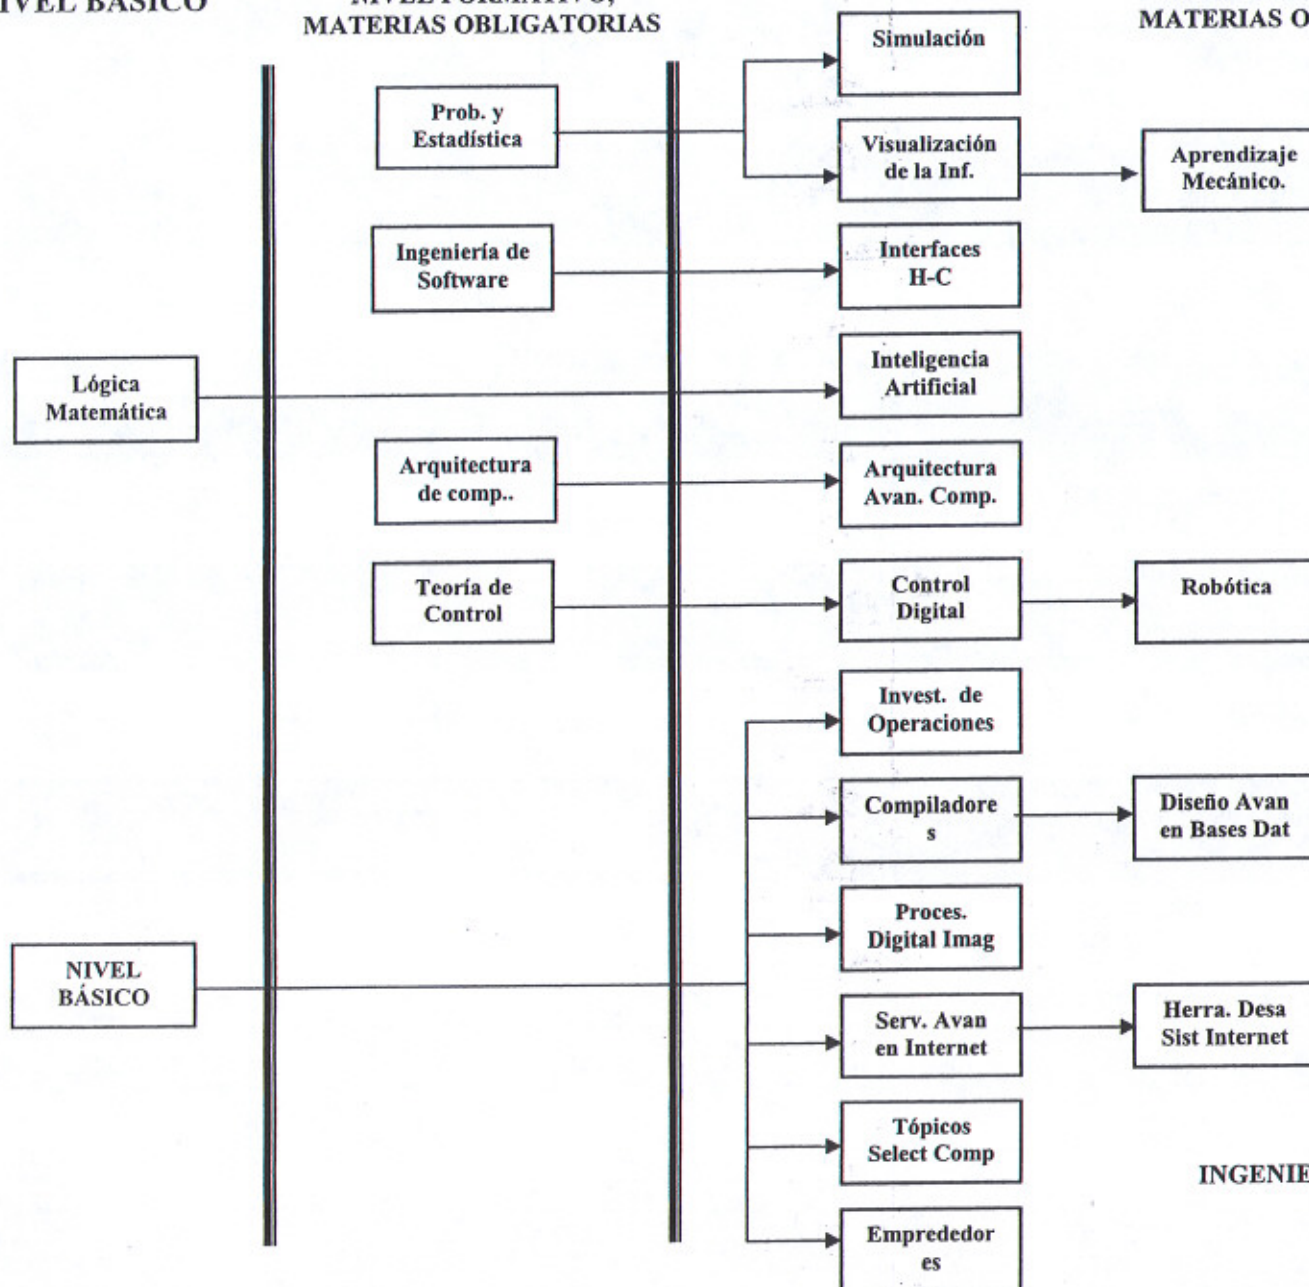 NIVEL BÁSICO
NIVEL FORMATIVO,
MATERIAS OBLIGATORIAS
MATERIAS O
Simulación
Prob. y
Estadística
Visualización
de la Inf.
Aprendizaje
Mecánico.
Ingeniería de
Software
Interfaces
H-C
Lógica
Matemática
Inteligencia
Artificial
Arquitectura
de comp..
Arquitectura
Avan. Comp.
Teoría de
Control
Control
Digital
Robótica
Invest. de
Operaciones
Compiladore
s
Diseño Avan
en Bases Dat
Proces.
Digital Imag
NIVEL
BÁSICO
Serv. Avan
en Internet
Herra. Desa
Sist Internet
Tópicos
Select Comp
INGENIE
Emprededor
es